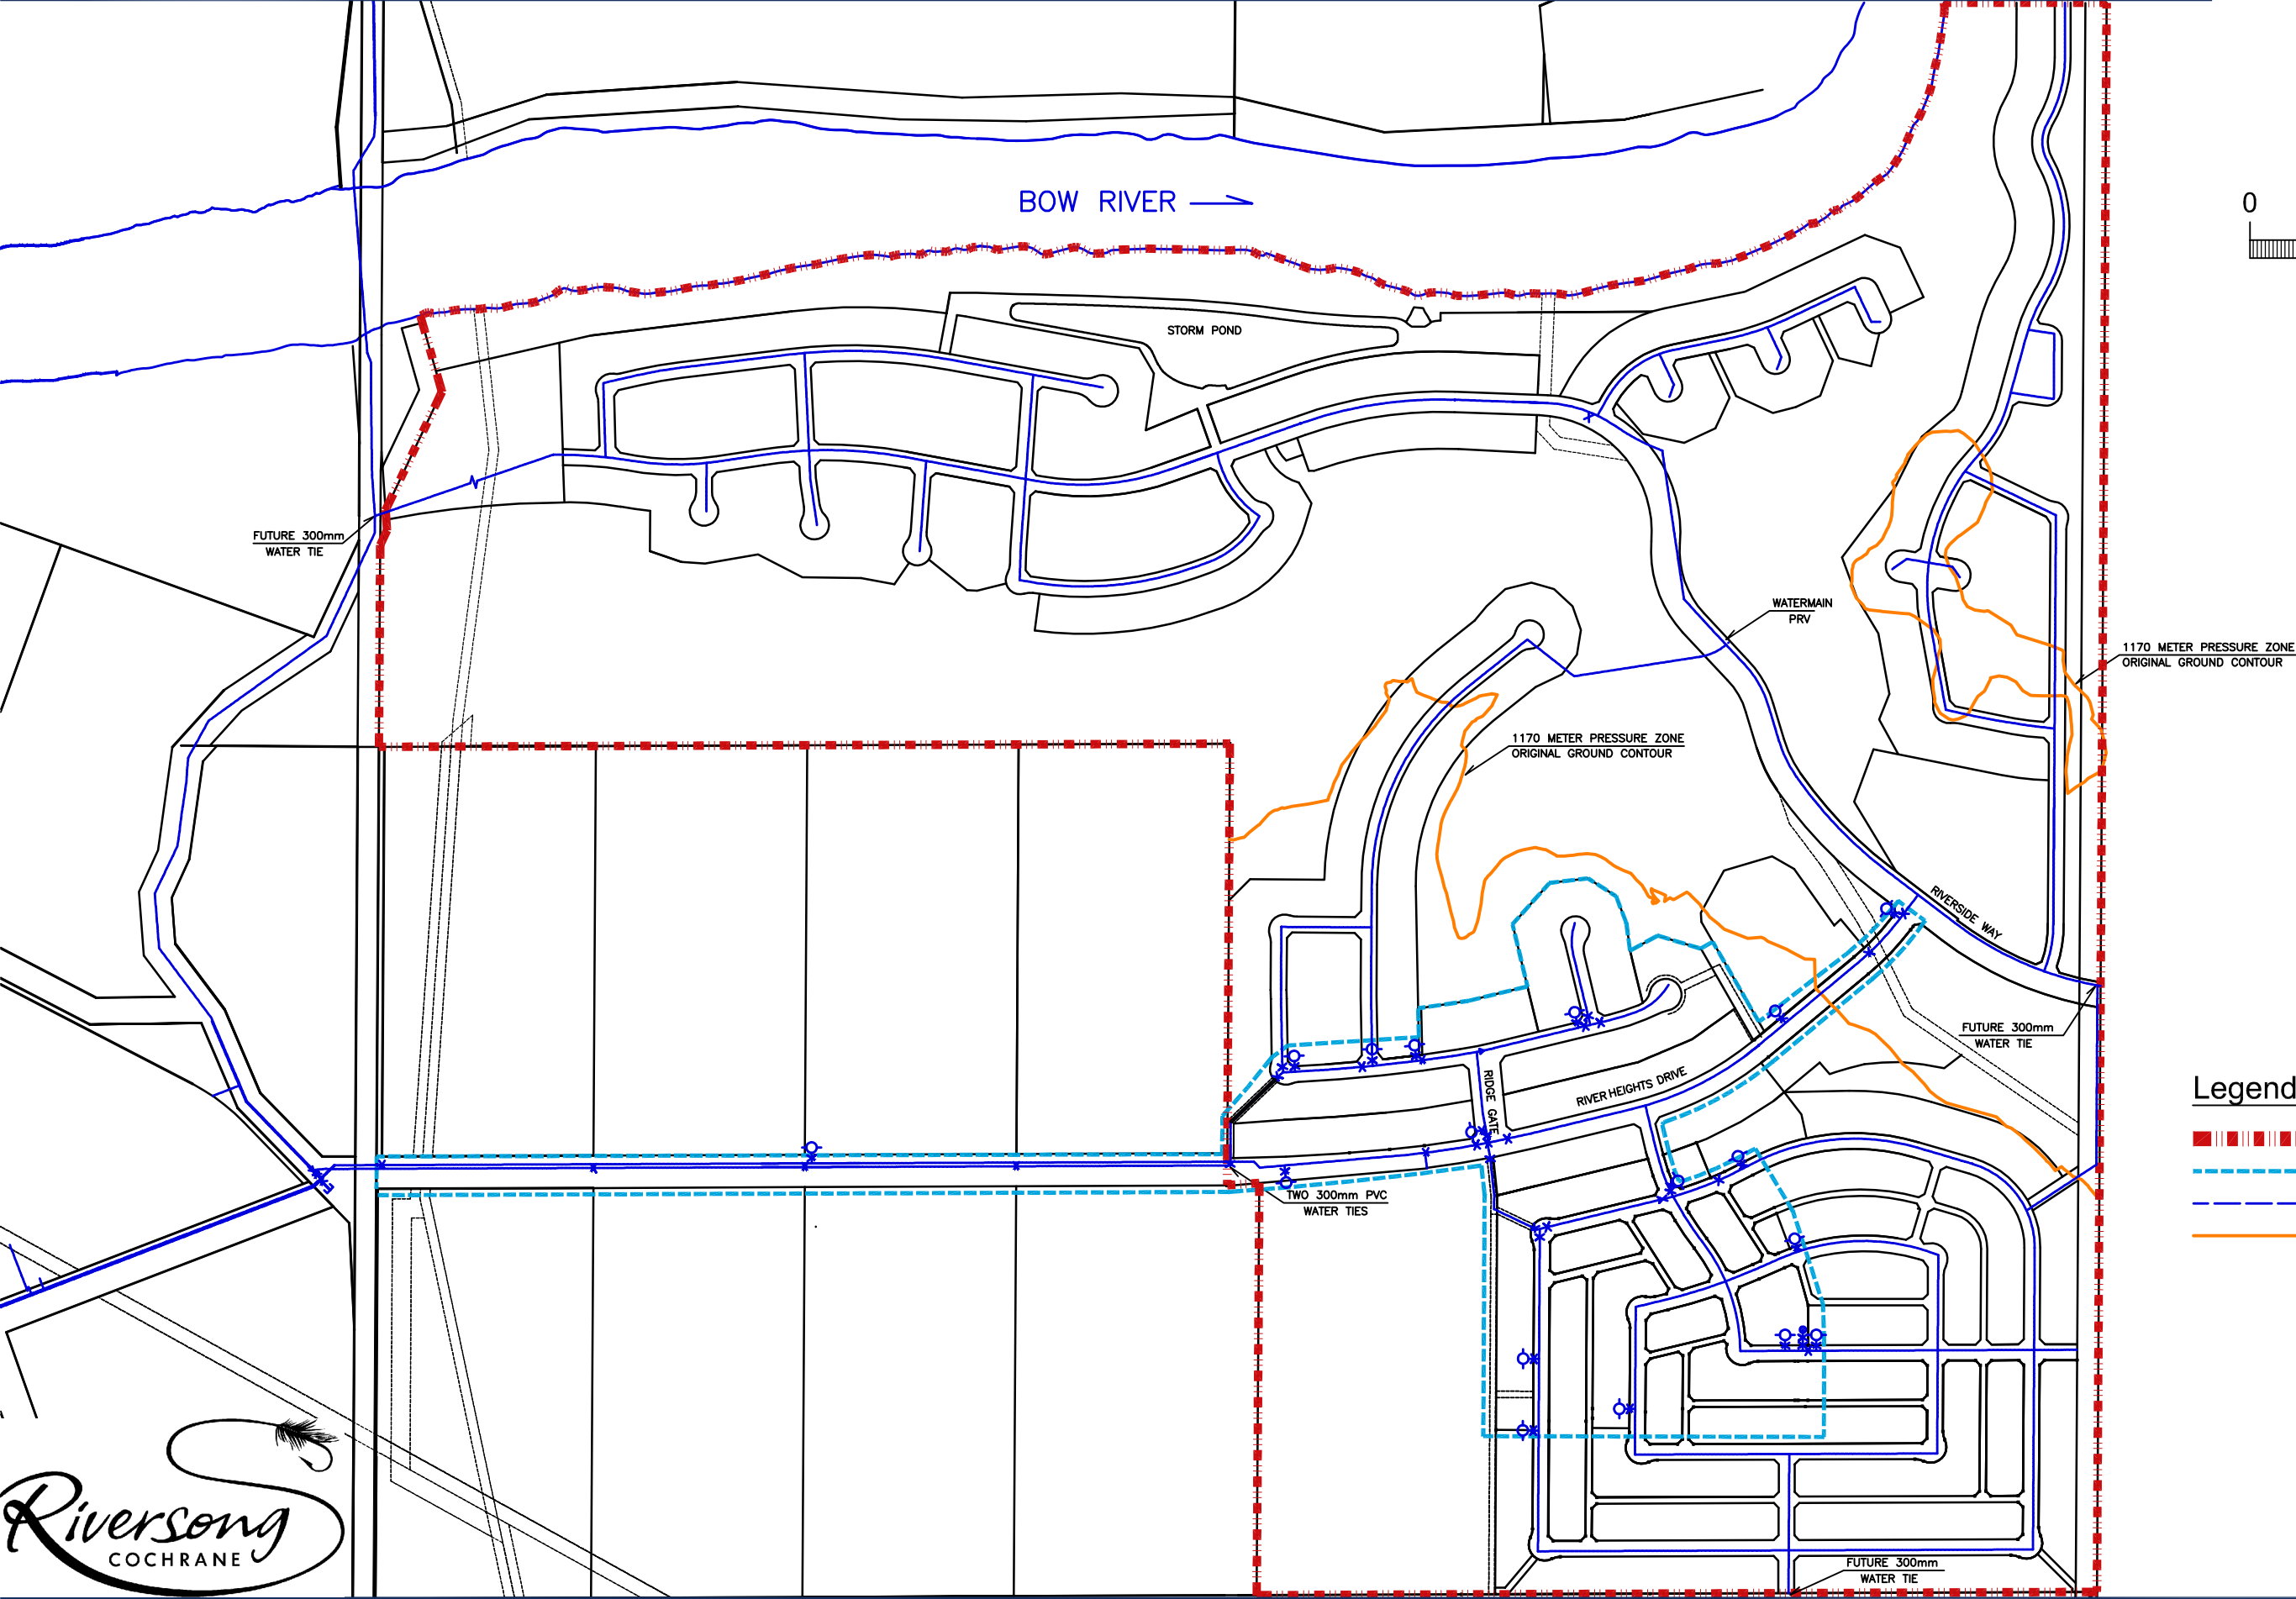 BOW RIVER
0
STORM POND
FUTURE 300mm
WATER TIE
WATERMAIN
PRV
1170 METER PRESSURE ZONE
ORIGINAL GROUND CONTOUR
1170 METER PRESSURE ZONE
ORIGINAL GROUND CONTOUR
RIVERSIDE WAY
FUTURE 300mm
WATER TIE
RIDGE GATE
RIVER HEIGHTS DRIVE
Legend
TWO 300mm PVC
WATER TIES
Riversong
COCHRANE
FUTURE 300mm
WATER TIE